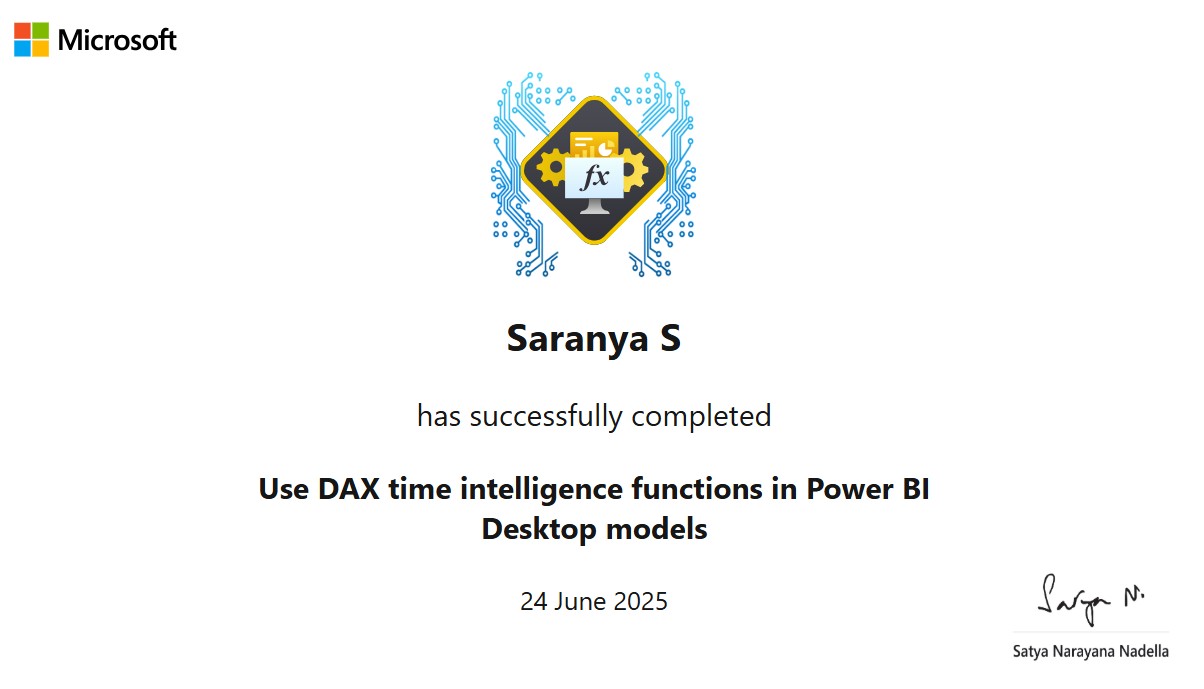 Microsoft
fx
Saranya S
has successfully completed
Use DAX time intelligence functions in Power BI
Desktop models
24 June 2025
Satya N.
Satya Narayana Nadella